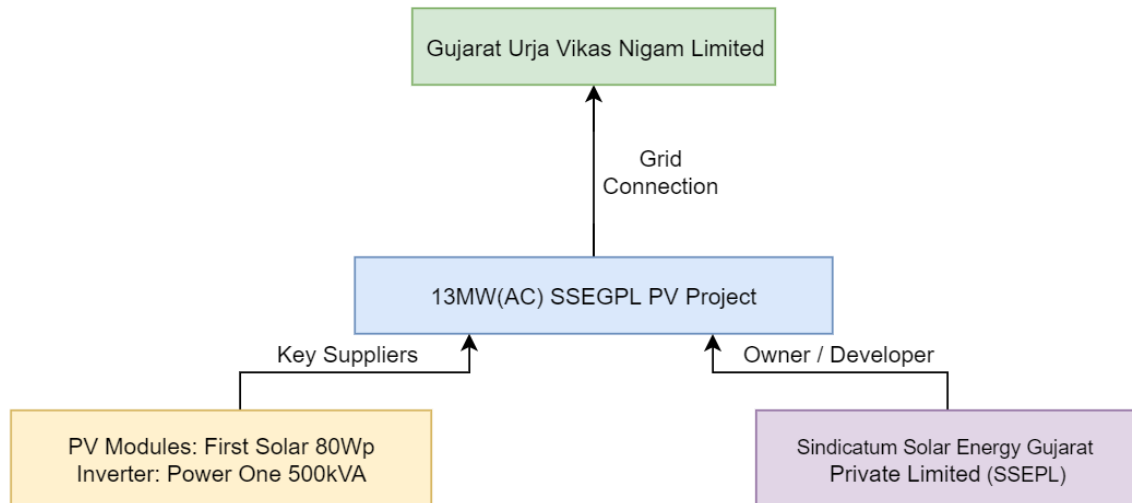 Gujarat Urja Vikas Nigam Limited
Grid
Connection
13MW(AC) SSEGPL PV Project
Key Suppliers
Owner / Developer
PV Modules: First Solar 80Wp
Inverter: Power One 500kVA
Sindicatum Solar Energy Gujarat
Private Limited (SSEPL)